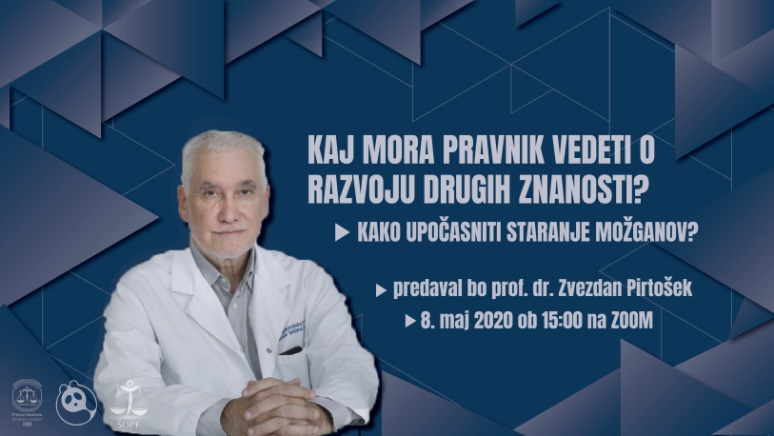 KAJ MORA PRAVNIK VEDETI O
RAZVOJU DRUGIH ZNANOSTI?
KAKO UPOČASNITI STARANJE MOŽGANOV?
predaval bo prof. dr. Zvezdan Pirtošek
8. maj 2020 ob 15:00 na ZOOM
ŠOPF